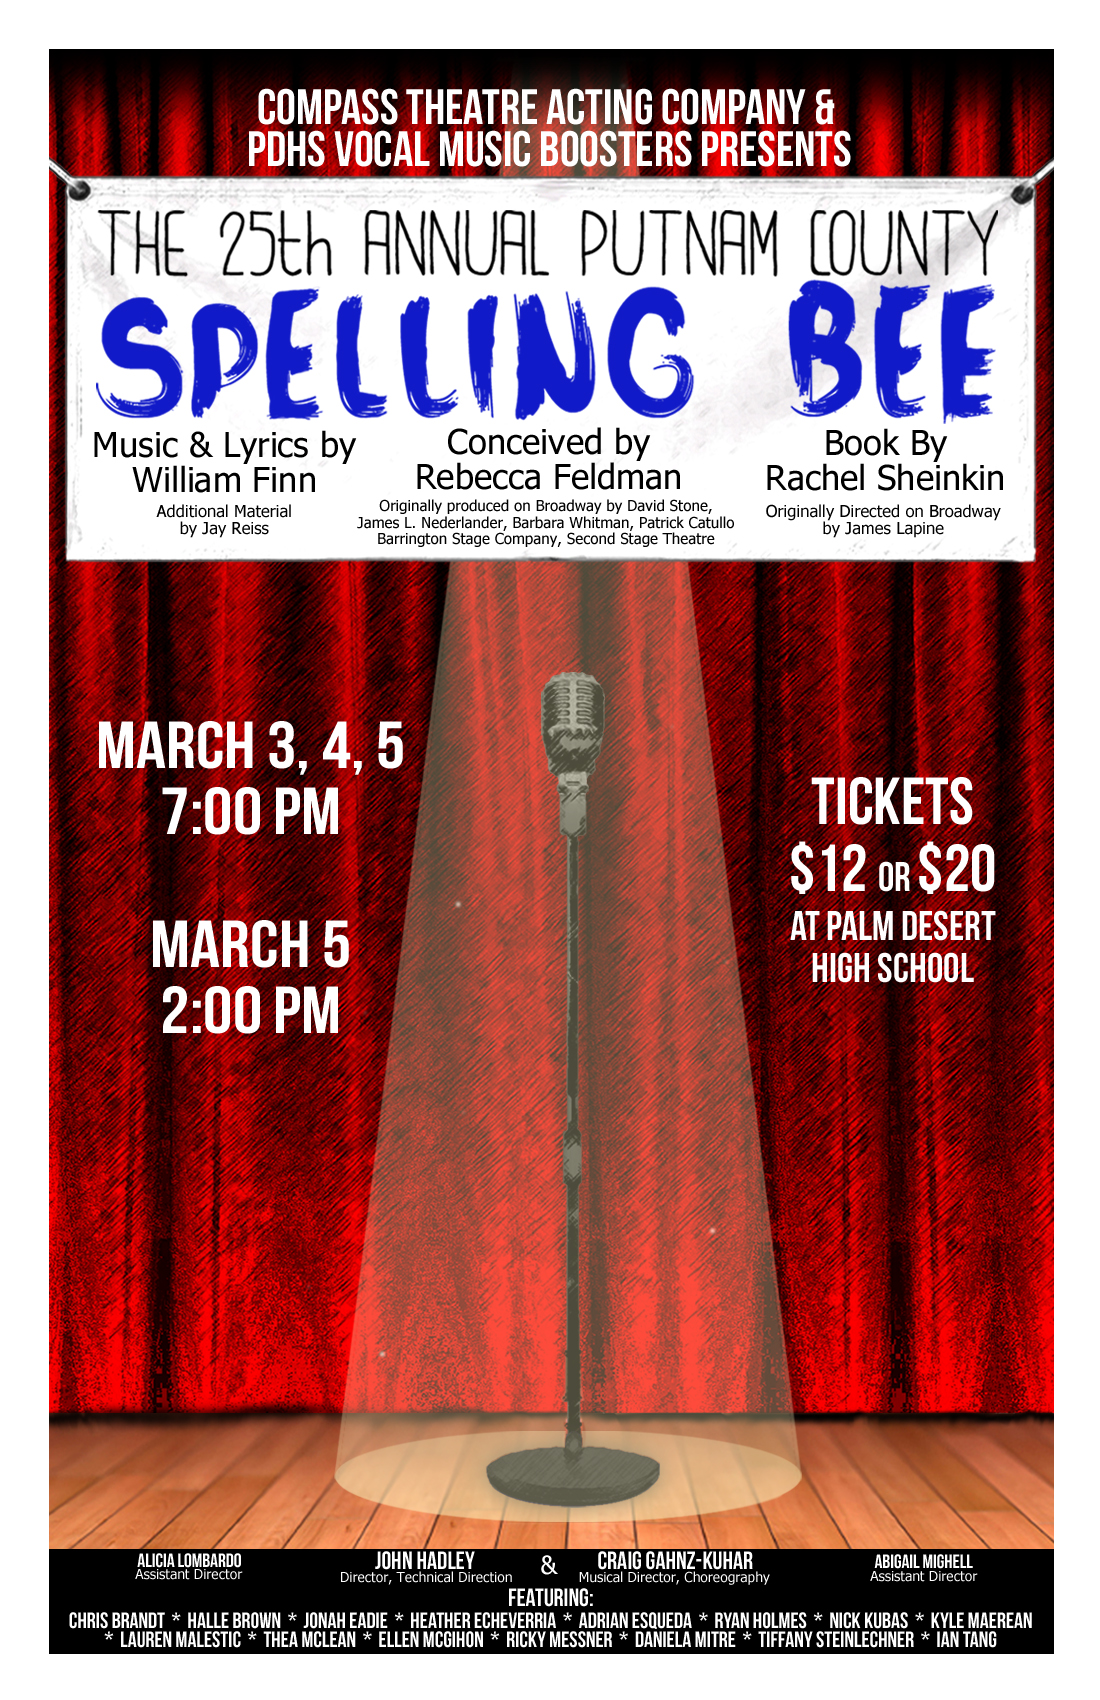 COMPASS THEATRE ACTING COMPANY &
PDHS VOCAL MUSIC BOOSTERS PRESENTS
THE 25th ANNUAL PUTNAM COUNTY
SPELLING BEE
Music & Lyrics by
William Finn
Additional Material
by Jay Reiss
Conceived by
Rebecca Feldman
Originally produced on Broadway by David Stone,
James L. Nederlander, Barbara Whitman, Patrick Catullo
Barrington Stage Company, Second Stage Theatre
Book By
Rachel Sheinkin
Originally Directed on Broadway
by James Lapine
MARCH 3, 4, 5
7:00 PM
MARCH 5
2:00 PM
TICKETS
$12 OR $20
AT PALM DESERT
HIGH SCHOOL
ALICIA LOMBARDO
Assistant Director
JOHN HADLEY
Director, Technical Direction
&
CRAIG GAHNZ-KUHAR
Musical Director, Choreography
ABIGAIL MIGHELL
Assistant Director
FEATURING:
CHRIS BRANDT * HALLE BROWN * JONAH EADIE * HEATHER ECHEVERRIA * ADRIAN ESQUEDA * RYAN HOLMES * NICK KUBAS * KYLE MAEREAN
* LAUREN MALESTIC * THEA MCLEAN * ELLEN MCGIHON * RICKY MESSNER * DANIELA MITRE * TIFFANY STEINLECHNER * IAN TANG